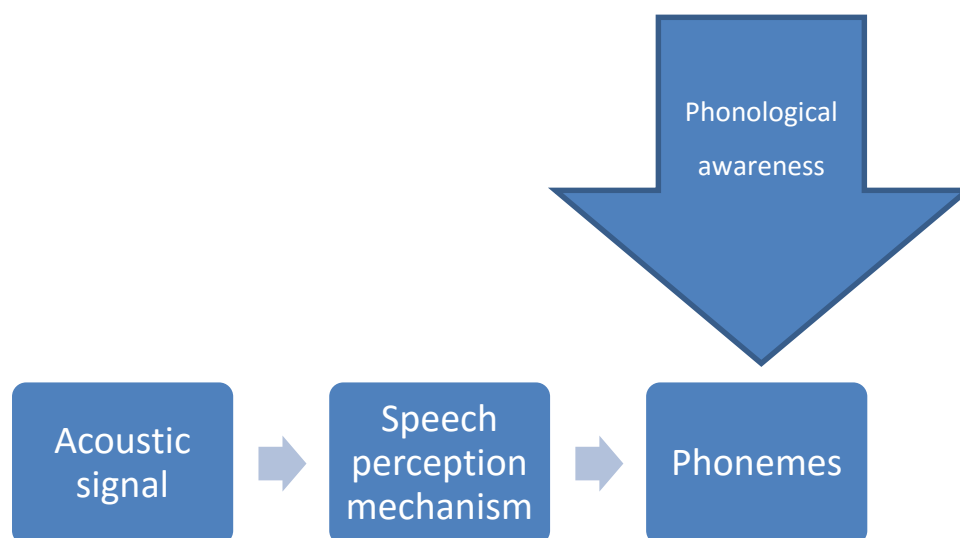 Phonological
awareness
Acoustic
signal
Speech
perception
mechanism
Phonemes